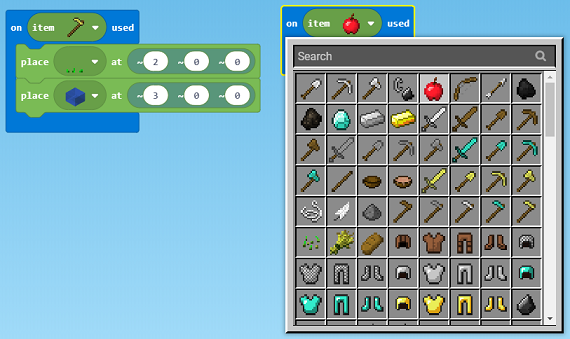 on item used
place at ~2 ~0 ~0
place at ~3 ~0 ~0
on item used
Search